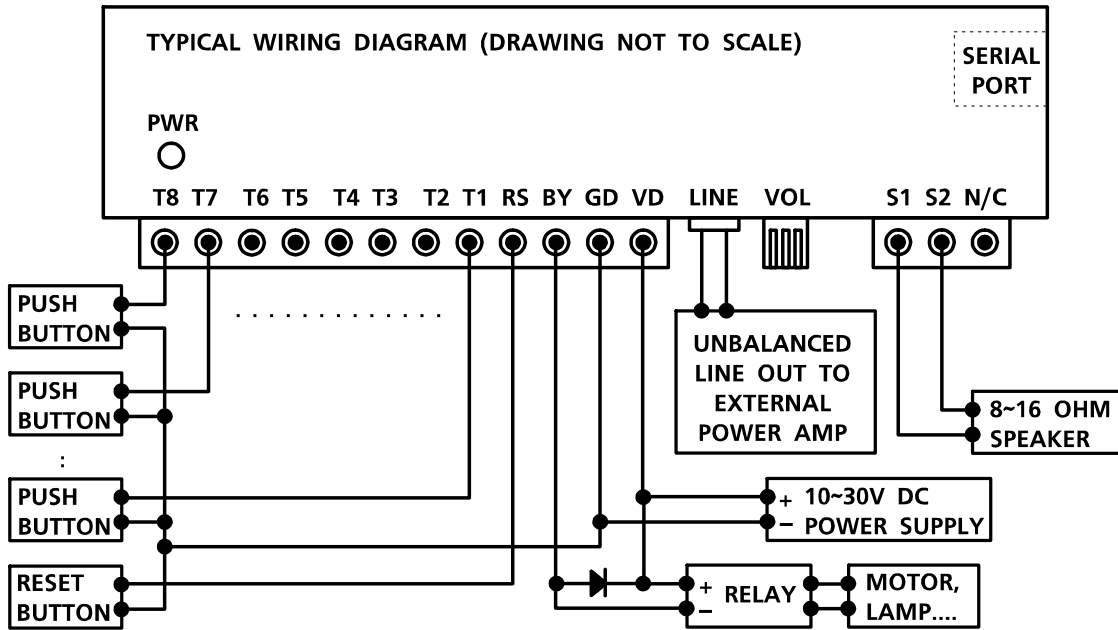 TYPICAL WIRING DIAGRAM (DRAWING NOT TO SCALE)
SERIAL
PORT
PWR
T8 T7 T6 T5 T4 T3 T2 T1 RS BY GD VD LINE VOL S1 S2 N/C
PUSH
BUTTON
PUSH
BUTTON
:
PUSH
BUTTON
RESET
BUTTON
. . . . . . . . . . . . .
UNBALANCED
LINE OUT TO
EXTERNAL
POWER AMP
8~16 OHM
SPEAKER
+ 10~30V DC
− POWER SUPPLY
+
RELAY
−
MOTOR,
LAMP....